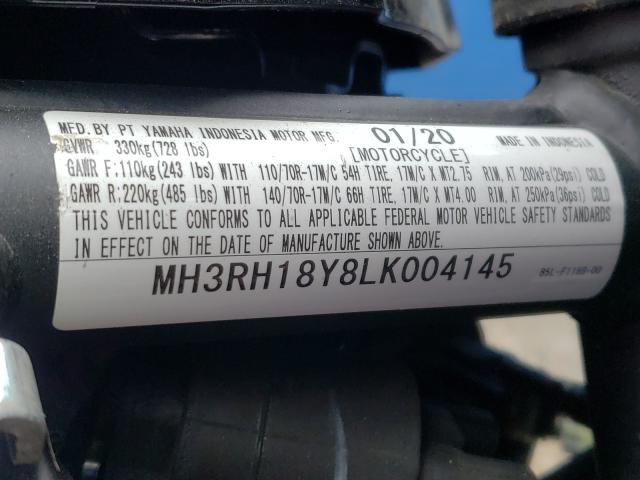 MFD.BY PT YAMAHA INDONESIA MOTOR MFG. 01/20 MADE IN INDONESIA
GVWR 330kg(728 lbs) [MOTORCYCLE]
GAWR F:110kg(243 lbs) WITH 110/70R-17M/C 54H TIRE, 17M/C X MT2.75 RIM, AT 200kPa(29psi) COLD
GAWR R:220kg(485 lbs) WITH 140/70R-17M/C 66H TIRE, 17M/C X MT4.00 RIM, AT 250kPa(36psi) COLD
THIS VEHICLE CONFORMS TO ALL APPLICABLE FEDERAL MOTOR VEHICLE SAFETY STANDARDS
IN EFFECT ON THE DATE OF MANUFACTURE SHOWN ABOVE.
MH3RH18Y8LK004145 B5L-F118B-00